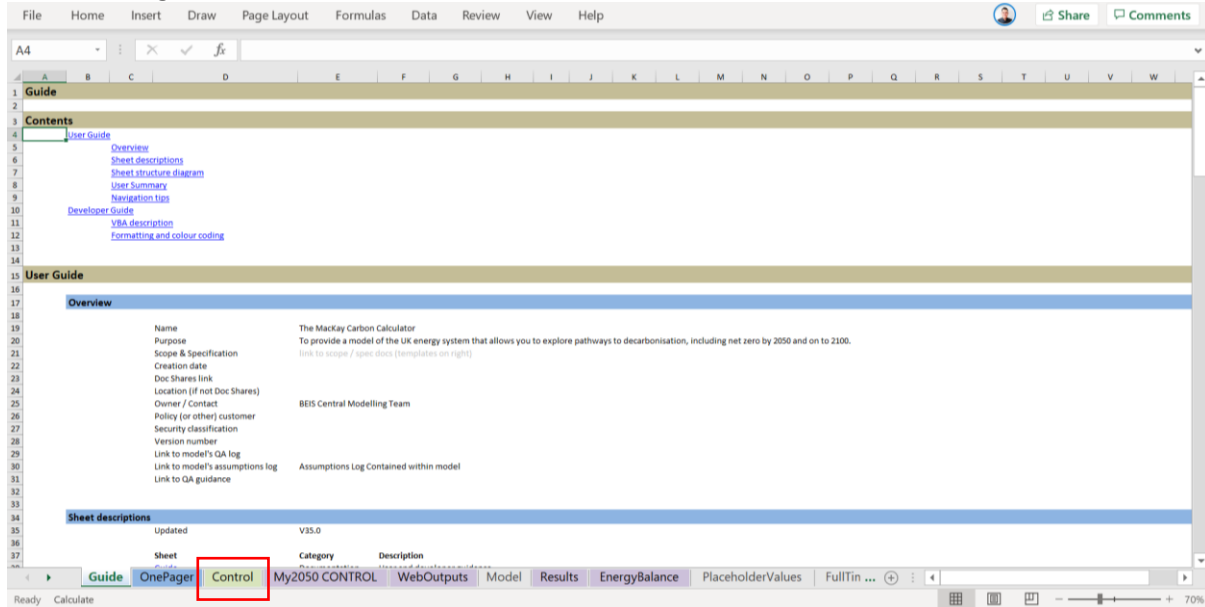 File Home Insert Draw Page Layout Formulas Data Review View Help Share Comments
A4 fx
A B C D E F G H I J K L M N O P Q R S T U V W
1 Guide
2
3 Contents
4 User Guide
5 Overview
6 Sheet descriptions
7 Sheet structure diagram
8 User Summary
9 Navigation tips
10 Developer Guide
11 VBA description
12 Formatting and colour coding
13
14
15 User Guide
16
17 Overview
18
19 Name The MacKay Carbon Calculator
20 Purpose To provide a model of the UK energy system that allows you to explore pathways to decarbonisation, including net zero by 2050 and on to 2100.
21 Scope & Specification link to scope / spec docs (templates on right)
22 Creation date
23 Doc Shares link
24 Location (if not Doc Shares)
25 Owner / Contact BEIS Central Modelling Team
26 Policy (or other) customer
27 Security classification
28 Version number
29 Link to model's QA log
30 Link to model's assumptions log Assumptions Log Contained within model
31 Link to QA guidance
32
33
34 Sheet descriptions
35 Updated V35.0
36
37 Sheet Category Description
Guide OnePager Control My2050 CONTROL WebOutputs Model Results EnergyBalance PlaceholderValues FullTin ...
Ready Calculate 70%